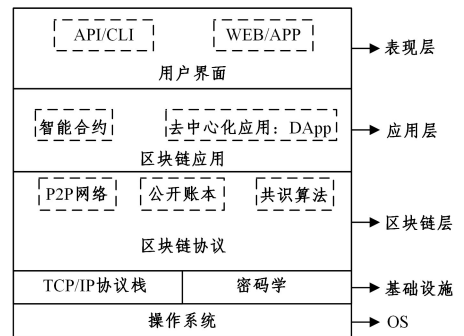 API/CLI WEB/APP
用户界面
表现层
智能合约 去中心化应用：DApp
区块链应用
应用层
P2P网络 公开账本 共识算法
区块链协议
区块链层
TCP/IP协议栈 密码学
基础设施
操作系统
OS